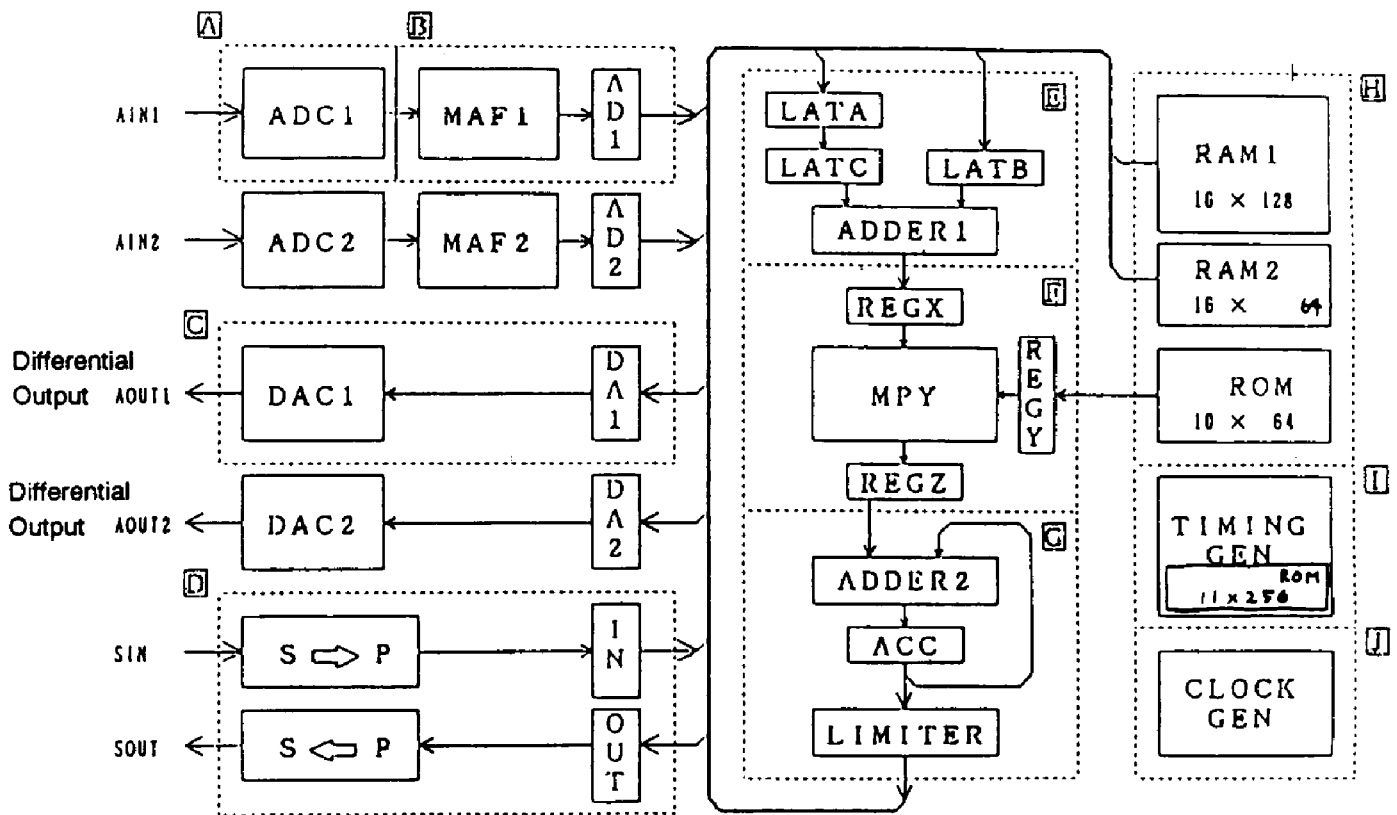 A
B
AIN1
ADC1
MAF1
AD1
AIN2
ADC2
MAF2
AD2
C
Differential
Output AOUT1
DAC1
DA1
Differential
Output AOUT2
DAC2
DA2
D
SIN
S ⇨ P
IN
SOUT
S ⇦ P
OUT
E
LATA
LATC
LATB
ADDER1
F
REGX
MPY
REGY
REGZ
G
ADDER2
ACC
LIMITER
H
RAM1
16 × 128
RAM2
16 × 64
ROM
10 × 64
I
TIMING
GEN
ROM
11 × 256
J
CLOCK
GEN